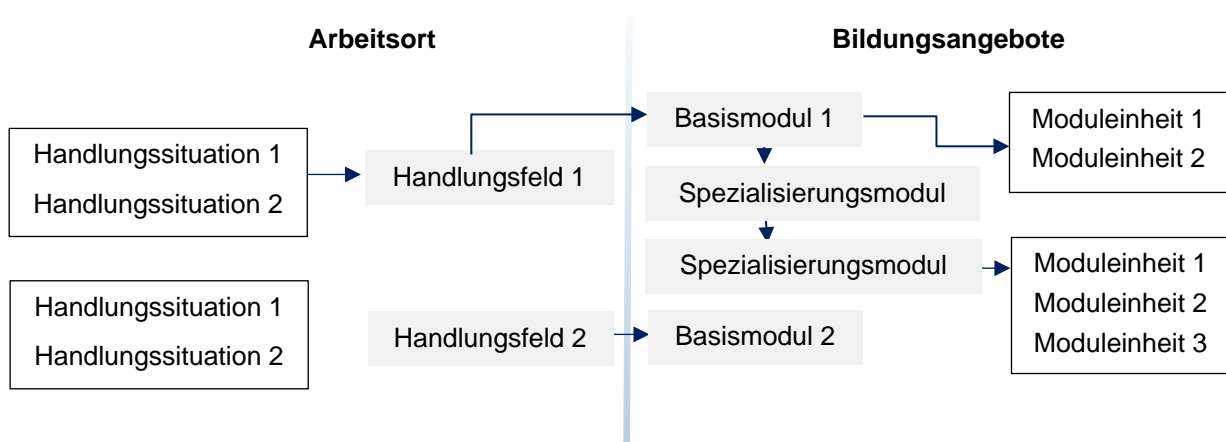 Arbeitsort
Bildungsangebote
Handlungssituation 1
Handlungssituation 2
Handlungsfeld 1
Basismodul 1
Moduleinheit 1
Moduleinheit 2
Spezialisierungsmodul
Spezialisierungsmodul
Moduleinheit 1
Moduleinheit 2
Moduleinheit 3
Handlungssituation 1
Handlungssituation 2
Handlungsfeld 2
Basismodul 2